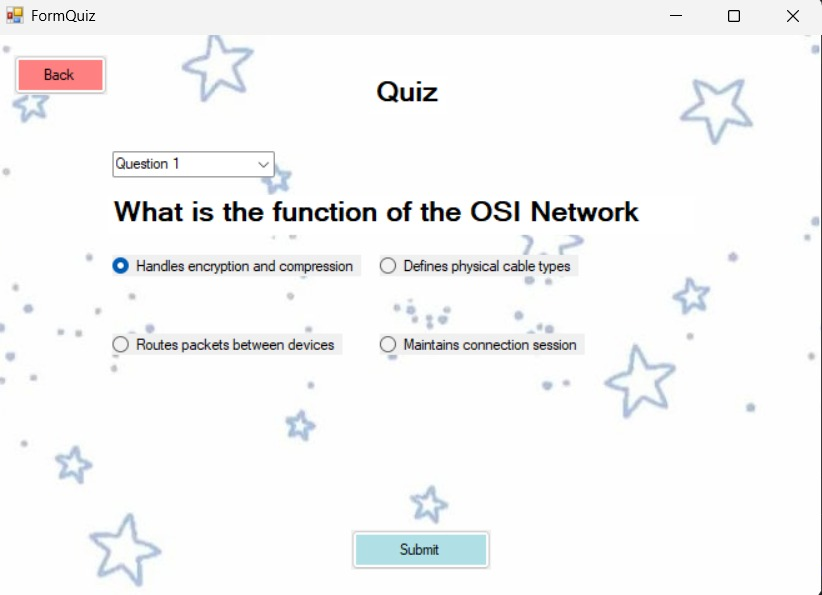 FormQuiz
Back
Quiz
Question 1
What is the function of the OSI Network
Handles encryption and compression
Defines physical cable types
Routes packets between devices
Maintains connection session
Submit